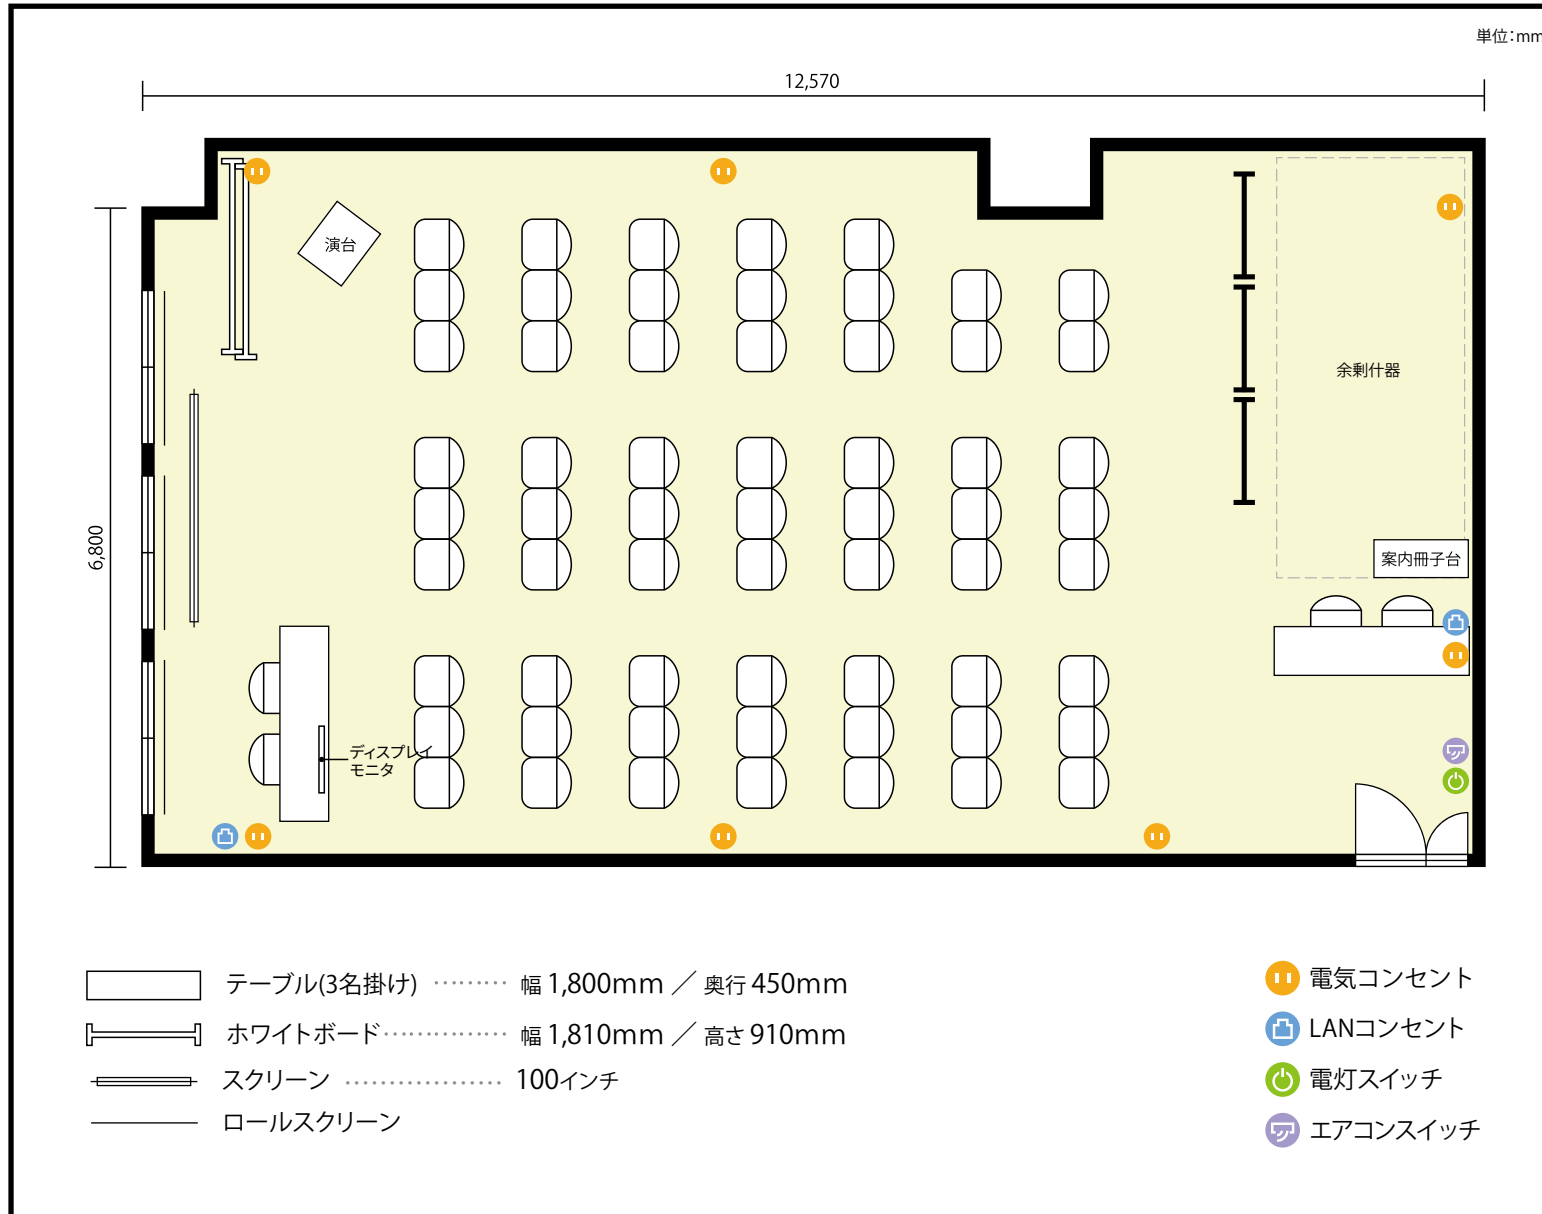 単位：mm
12,570
演台
余剰什器
6,800
案内冊子台
ディスプレイ
モニタ
テーブル(3名掛け) ········· 幅 1,800mm ／ 奥行 450mm
ホワイトボード ·············· 幅 1,810mm ／ 高さ 910mm
スクリーン ················· 100インチ
ロールスクリーン
電気コンセント
LANコンセント
電灯スイッチ
エアコンスイッチ